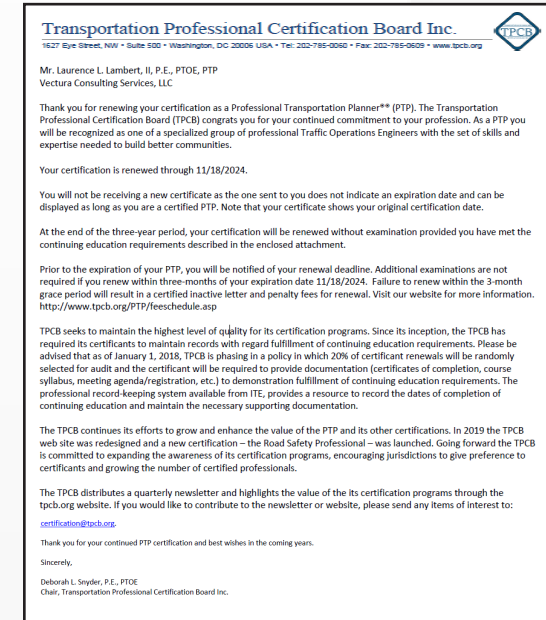 Transportation Professional Certification Board Inc.
TPCB
1627 Eye Street, NW • Suite 500 • Washington, DC 20006 USA • Tel: 202-785-0060 • Fax: 202-785-0609 • www.tpcb.org
Mr. Laurence L. Lambert, II, P.E., PTOE, PTP
Vectura Consulting Services, LLC
Thank you for renewing your certification as a Professional Transportation Planner** (PTP). The Transportation
Professional Certification Board (TPCB) congrats you for your continued commitment to your profession. As a PTP you
will be recognized as one of a specialized group of professional Traffic Operations Engineers with the set of skills and
expertise needed to build better communities.
Your certification is renewed through 11/18/2024.
You will not be receiving a new certificate as the one sent to you does not indicate an expiration date and can be
displayed as long as you are a certified PTP. Note that your certificate shows your original certification date.
At the end of the three-year period, your certification will be renewed without examination provided you have met the
continuing education requirements described in the enclosed attachment.
Prior to the expiration of your PTP, you will be notified of your renewal deadline. Additional examinations are not
required if you renew within three-months of your expiration date 11/18/2024. Failure to renew within the 3-month
grace period will result in a certified inactive letter and penalty fees for renewal. Visit our website for more information.
http://www.tpcb.org/PTP/feeschedule.asp
TPCB seeks to maintain the highest level of quality for its certification programs. Since its inception, the TPCB has
required its certificants to maintain records with regard fulfillment of continuing education requirements. Please be
advised that as of January 1, 2018, TPCB is phasing in a policy in which 20% of certificant renewals will be randomly
selected for audit and the certificant will be required to provide documentation (certificates of completion, course
syllabus, meeting agenda/registration, etc.) to demonstration fulfillment of continuing education requirements. The
professional record-keeping system available from ITE, provides a resource to record the dates of completion of
continuing education and maintain the necessary supporting documentation.
The TPCB continues its efforts to grow and enhance the value of the PTP and its other certifications. In 2019 the TPCB
web site was redesigned and a new certification – the Road Safety Professional – was launched. Going forward the TPCB
is committed to expanding the awareness of its certification programs, encouraging jurisdictions to give preference to
certificants and growing the number of certified professionals.
The TPCB distributes a quarterly newsletter and highlights the value of the its certification programs through the
tpcb.org website. If you would like to contribute to the newsletter or website, please send any items of interest to:
certification@tpcb.org.
Thank you for your continued PTP certification and best wishes in the coming years.
Sincerely,
Deborah L. Snyder, P.E., PTOE
Chair, Transportation Professional Certification Board Inc.